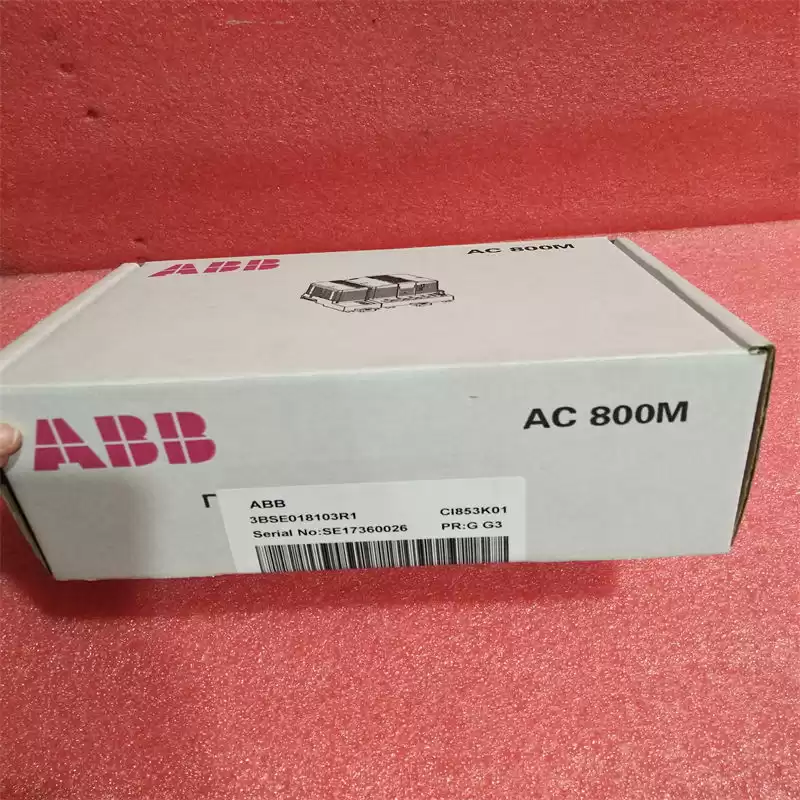 ABB
AC 800M
ABB
AC 800M
ABB
3BSE018103R1
CI853K01
Serial No:SE17360026
PR:G G3